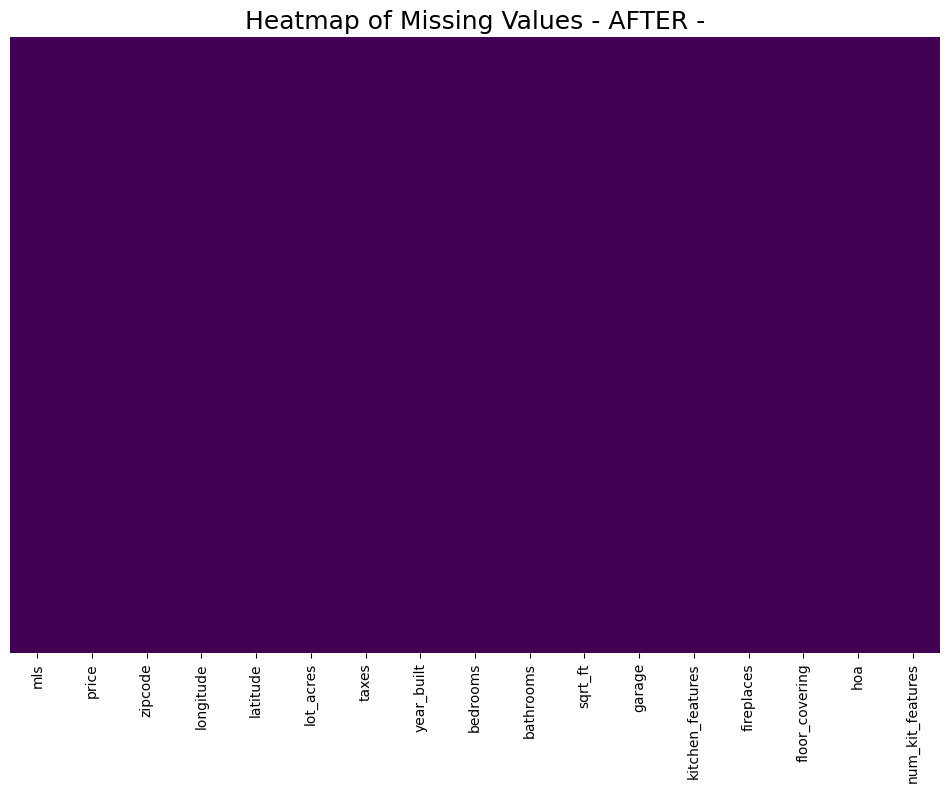 Heatmap of Missing Values - AFTER -
mls
price
zipcode
longitude
latitude
lot_acres
taxes
year_built
bedrooms
bathrooms
sqrt_ft
garage
kitchen_features
fireplaces
floor_covering
hoa
num_kit_features